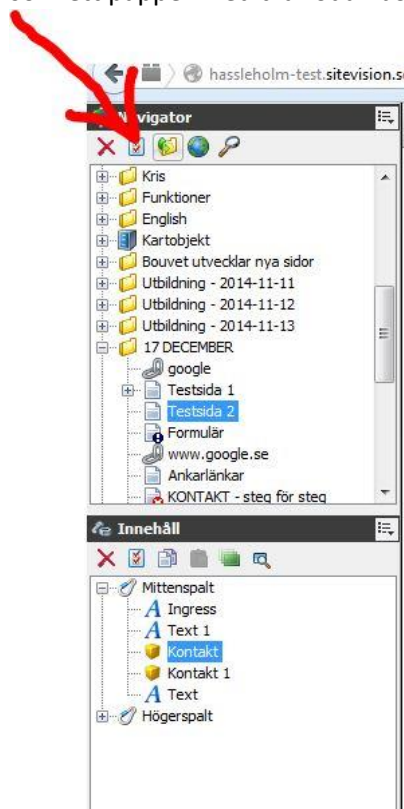 hassleholm-test.sitevision.s
Navigator
Kris
Funktioner
English
Kartobjekt
Bouvet utvecklar nya sidor
Utbildning - 2014-11-11
Utbildning - 2014-11-12
Utbildning - 2014-11-13
17 DECEMBER
google
Testsida 1
Testsida 2
Formulär
www.google.se
Ankarlänkar
KONTAKT - steg för steg
Innehåll
Mittenspalt
Ingress
Text 1
Kontakt
Kontakt 1
Text
Högerspalt